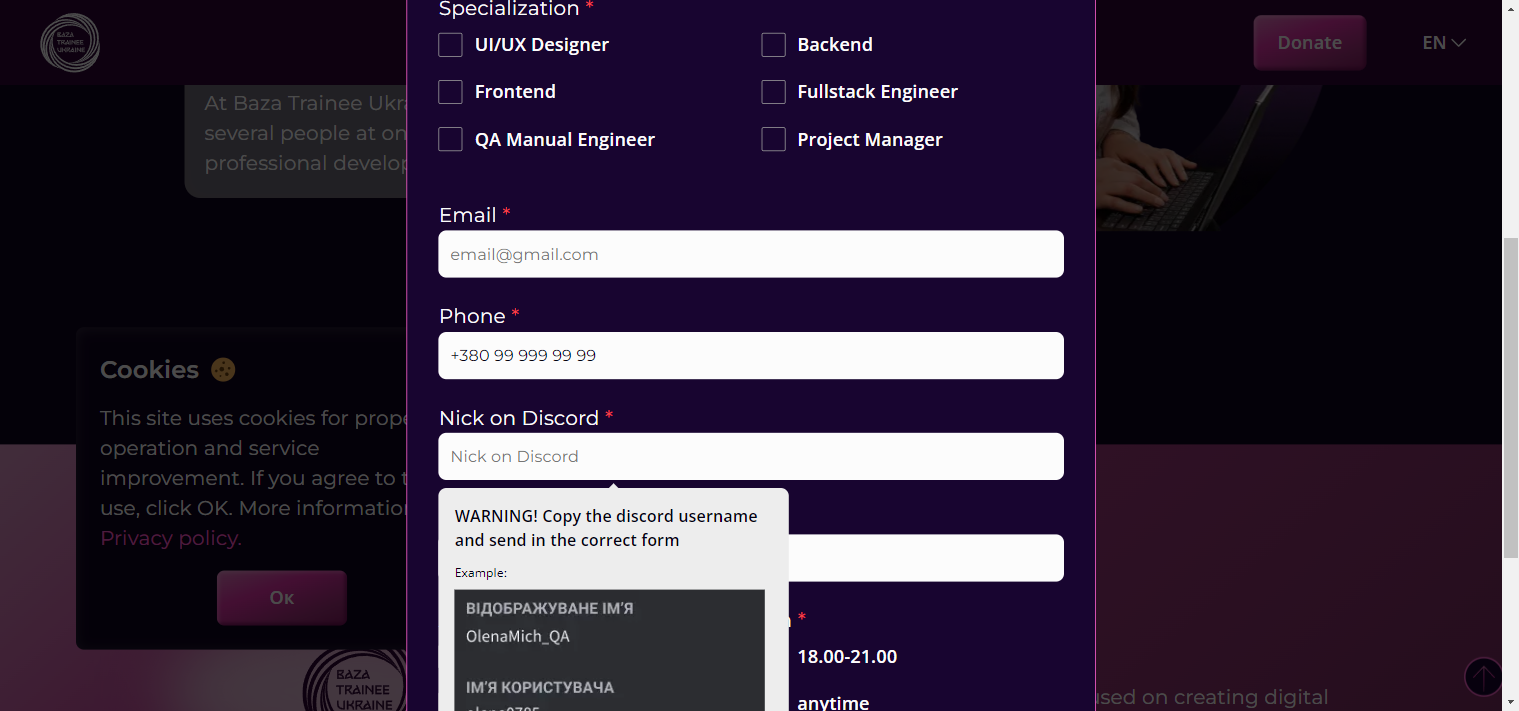 Specialization *
UI/UX Designer
Backend
Frontend
Fullstack Engineer
QA Manual Engineer
Project Manager
Email *
email@gmail.com
Phone *
+380 99 999 99 99
Nick on Discord *
Nick on Discord
WARNING! Copy the discord username
and send in the correct form
Example:
ВІДОБРАЖУВАНЕ ІМ'Я
OlenaMich_QA
ІМ'Я КОРИСТУВАЧА
*
18.00-21.00
anytime
BAZA
TRAINEE
UKRAINE
Donate
EN
At Baza Trainee Ukra
several people at on
professional develop
Cookies
This site uses cookies for prope
operation and service
improvement. If you agree to t
use, click OK. More information
Privacy policy.
Ок
BAZA
TRAINEE
UKRAINE
used on creating digital